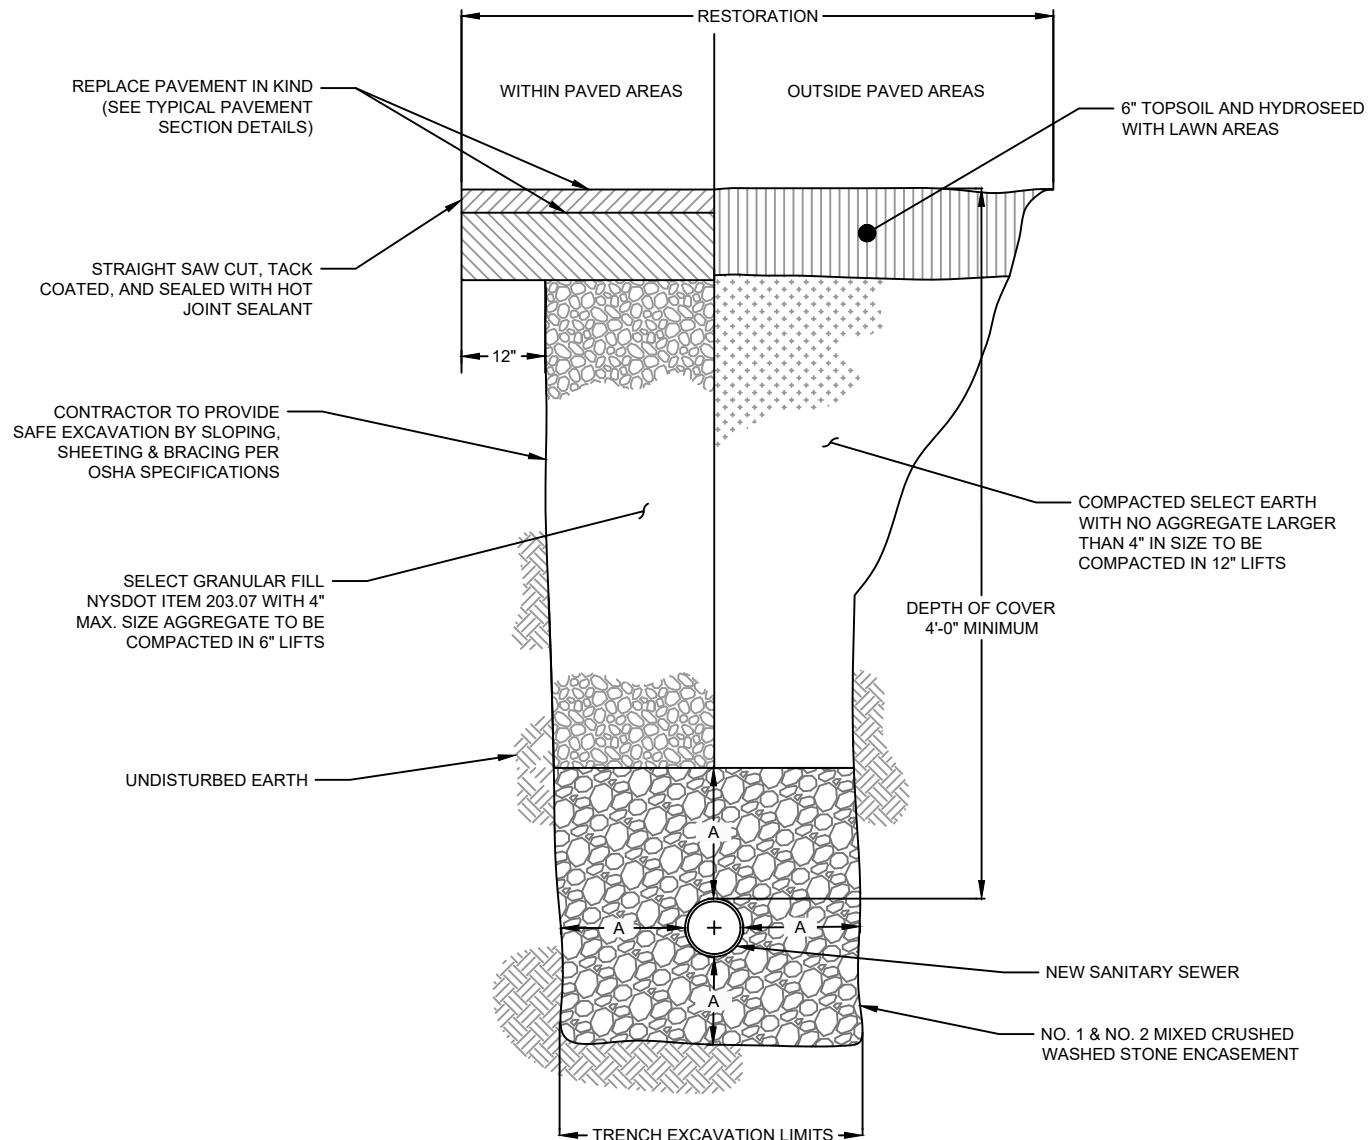 RESTORATION
WITHIN PAVED AREAS
OUTSIDE PAVED AREAS
REPLACE PAVEMENT IN KIND
(SEE TYPICAL PAVEMENT
SECTION DETAILS)
6" TOPSOIL AND HYDROSEED
WITH LAWN AREAS
STRAIGHT SAW CUT, TACK
COATED, AND SEALED WITH HOT
JOINT SEALANT
12"
CONTRACTOR TO PROVIDE
SAFE EXCAVATION BY SLOPING,
SHEETING & BRACING PER
OSHA SPECIFICATIONS
COMPACTED SELECT EARTH
WITH NO AGGREGATE LARGER
THAN 4" IN SIZE TO BE
COMPACTED IN 12" LIFTS
SELECT GRANULAR FILL
NYSDOT ITEM 203.07 WITH 4"
MAX. SIZE AGGREGATE TO BE
COMPACTED IN 6" LIFTS
DEPTH OF COVER
4'-0" MINIMUM
UNDISTURBED EARTH
A
A
A
A
NEW SANITARY SEWER
NO. 1 & NO. 2 MIXED CRUSHED
WASHED STONE ENCASEMENT
TRENCH EXCAVATION LIMITS